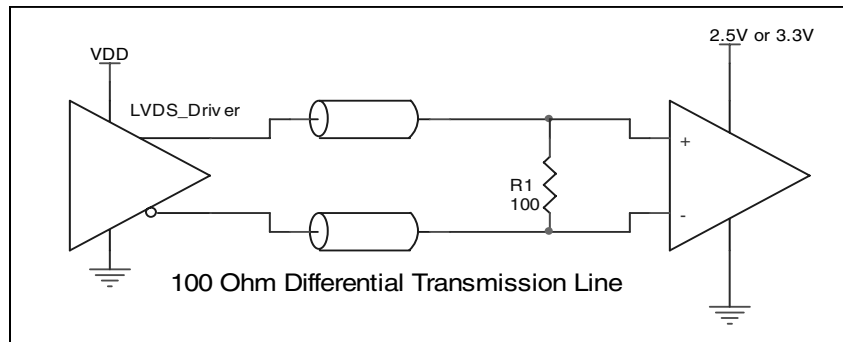 2.5V or 3.3V
VDD
LVDS_Driver
+
R1
100
-
100 Ohm Differential Transmission Line